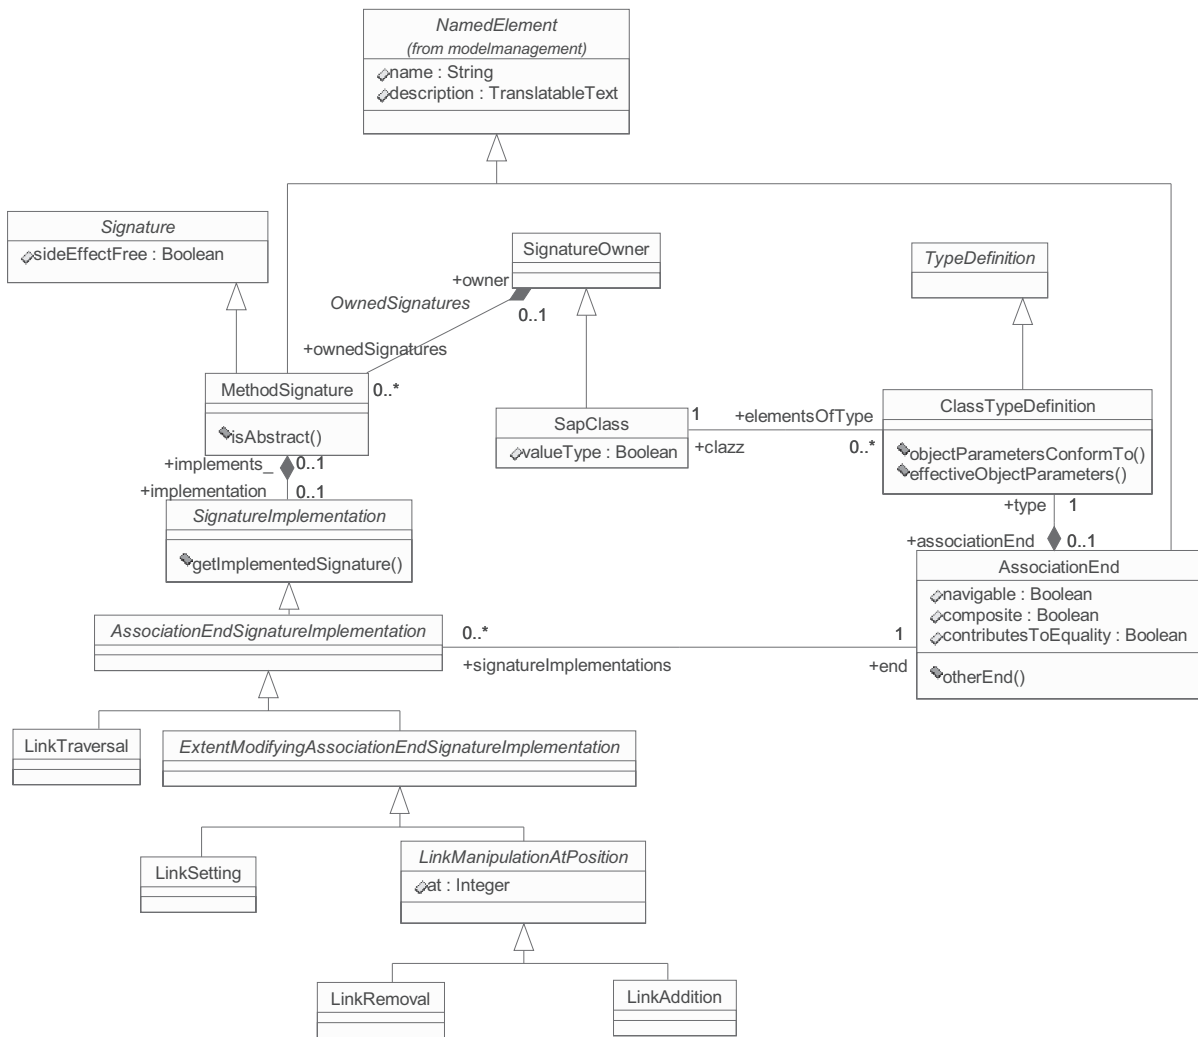 NamedElement
(from modelmanagement)
name : String
description : TranslatableText
Signature
sideEffectFree : Boolean
SignatureOwner
TypeDefinition
+owner
OwnedSignatures
0..1
+ownedSignatures
MethodSignature
0..*
isAbstract()
SapClass
valueType : Boolean
1
+elementsOfType
+clazz
0..*
ClassTypeDefinition
objectParametersConformTo()
effectiveObjectParameters()
+implements_
0..1
+implementation
0..1
SignatureImplementation
getImplementedSignature()
+type
1
+associationEnd
0..1
AssociationEnd
navigable : Boolean
composite : Boolean
contributesToEquality : Boolean
otherEnd()
AssociationEndSignatureImplementation
0..*
1
+signatureImplementations
+end
LinkTraversal
ExtentModifyingAssociationEndSignatureImplementation
LinkSetting
LinkManipulationAtPosition
at : Integer
LinkRemoval
LinkAddition